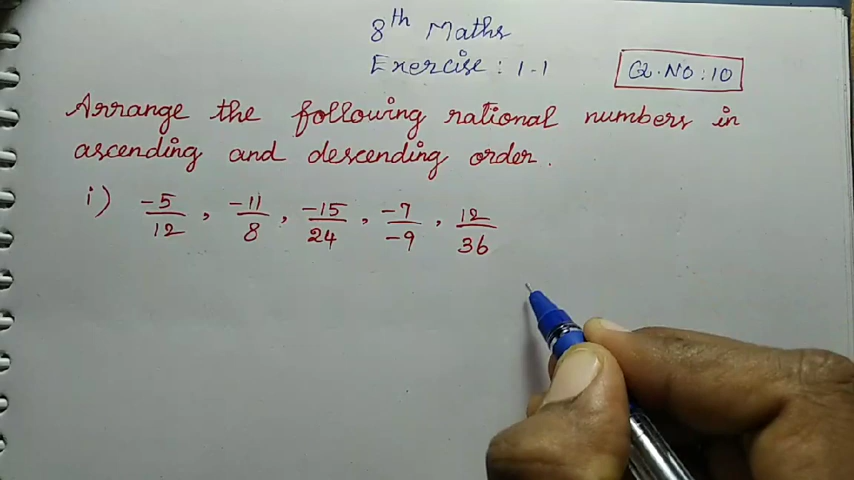 8th Maths
Exercise : 1.1
Q.No : 10
Arrange the following rational numbers in
ascending and descending order.
i) -5/12, -11/8, -15/24, -7/-9, 12/36